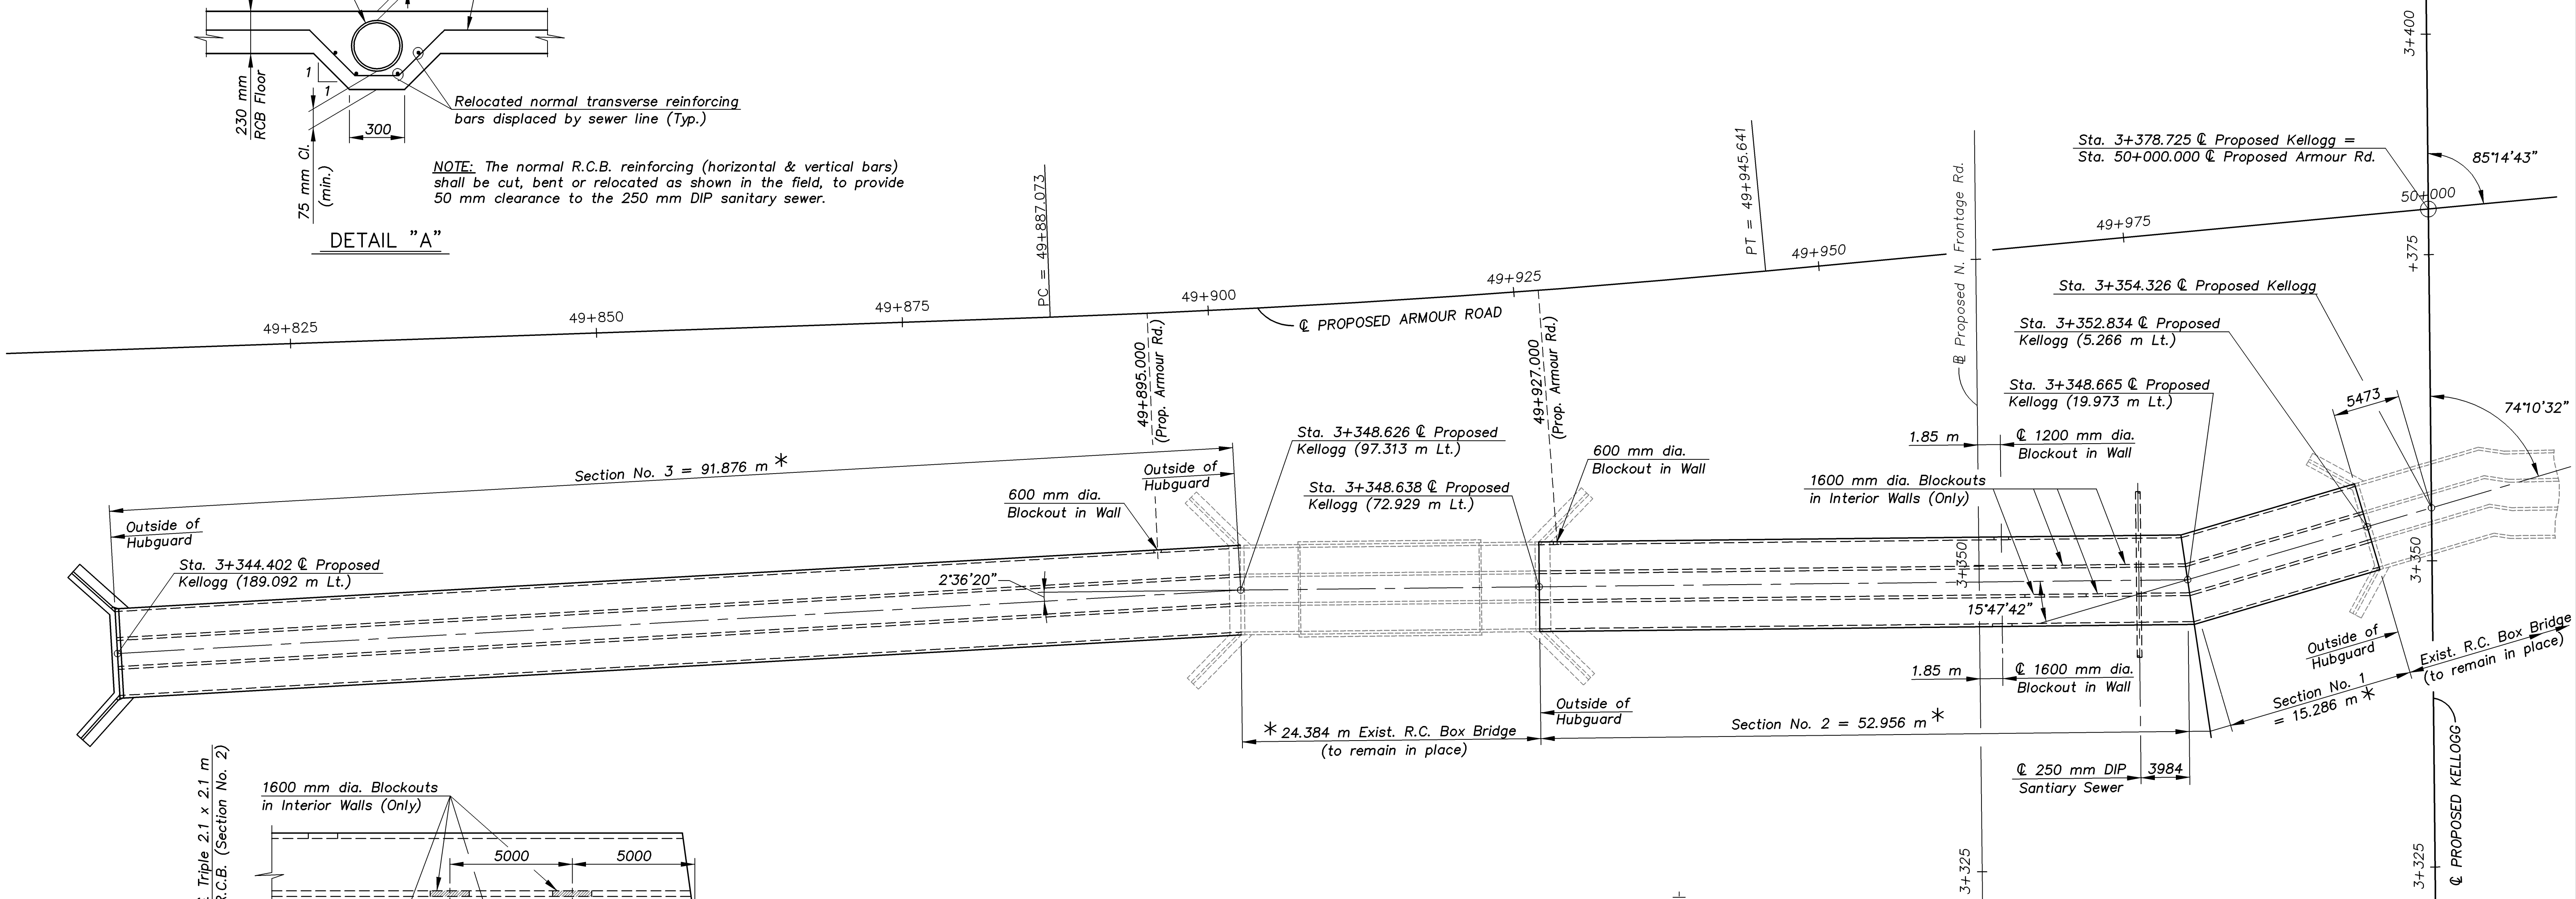 230 mm
RCB Floor
1
1
75 mm Cl.
(min.)
300
Relocated normal transverse reinforcing
bars displaced by sewer line (Typ.)
NOTE: The normal R.C.B. reinforcing (horizontal & vertical bars)
shall be cut, bent or relocated as shown in the field, to provide
50 mm clearance to the 250 mm DIP sanitary sewer.
DETAIL "A"
49+825
49+850
49+875
PC = 49+887.073
49+900
49+925
PT = 49+945.641
49+950
49+975
50+000
℄ PROPOSED ARMOUR ROAD
49+895.000
(Prop. Armour Rd.)
49+927.000
(Prop. Armour Rd.)
B Proposed N. Frontage Rd.
Sta. 3+378.725 ℄ Proposed Kellogg =
Sta. 50+000.000 ℄ Proposed Armour Rd.
85°14'43"
3+400
+375
Sta. 3+354.326 ℄ Proposed Kellogg
Sta. 3+352.834 ℄ Proposed
Kellogg (5.266 m Lt.)
Sta. 3+348.665 ℄ Proposed
Kellogg (19.973 m Lt.)
5473
74°10'32"
Section No. 3 = 91.876 m *
Outside of
Hubguard
Outside of
Hubguard
Sta. 3+344.402 ℄ Proposed
Kellogg (189.092 m Lt.)
600 mm dia.
Blockout in Wall
2°36'20"
Sta. 3+348.626 ℄ Proposed
Kellogg (97.313 m Lt.)
Sta. 3+348.638 ℄ Proposed
Kellogg (72.929 m Lt.)
600 mm dia.
Blockout in Wall
1.85 m
℄ 1200 mm dia.
Blockout in Wall
1600 mm dia. Blockouts
in Interior Walls (Only)
3+350
15°47'42"
3+350
1.85 m
℄ 1600 mm dia.
Blockout in Wall
Outside of
Hubguard
Exist. R.C. Box Bridge
(to remain in place)
Section No. 1
= 15.286 m *
Outside of
Hubguard
* 24.384 m Exist. R.C. Box Bridge
(to remain in place)
Section No. 2 = 52.956 m *
℄ 250 mm DIP
Santiary Sewer
3984
℄ PROPOSED KELLOGG
3+325
3+325
Triple 2.1 x 2.1 m
R.C.B. (Section No. 2)
1600 mm dia. Blockouts
in Interior Walls (Only)
5000
5000